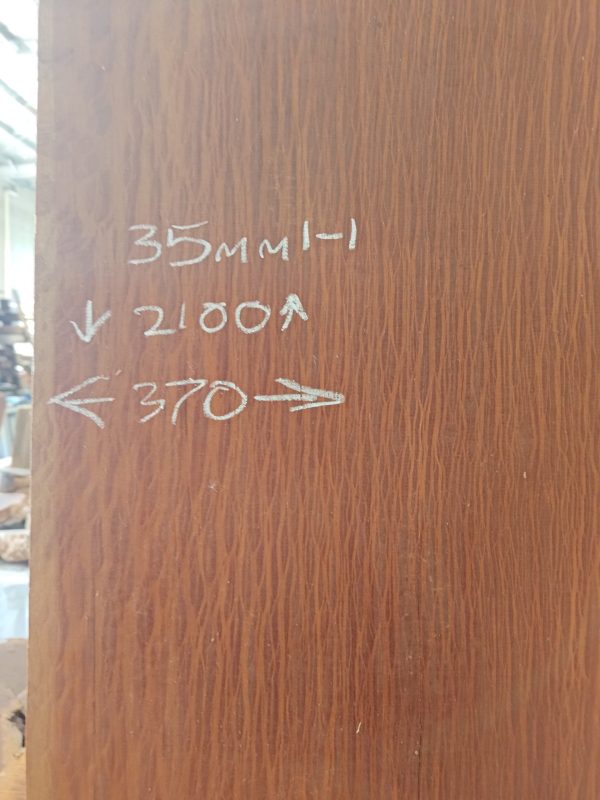 35mm |-|
↓ 2100 ↑
← 370 →